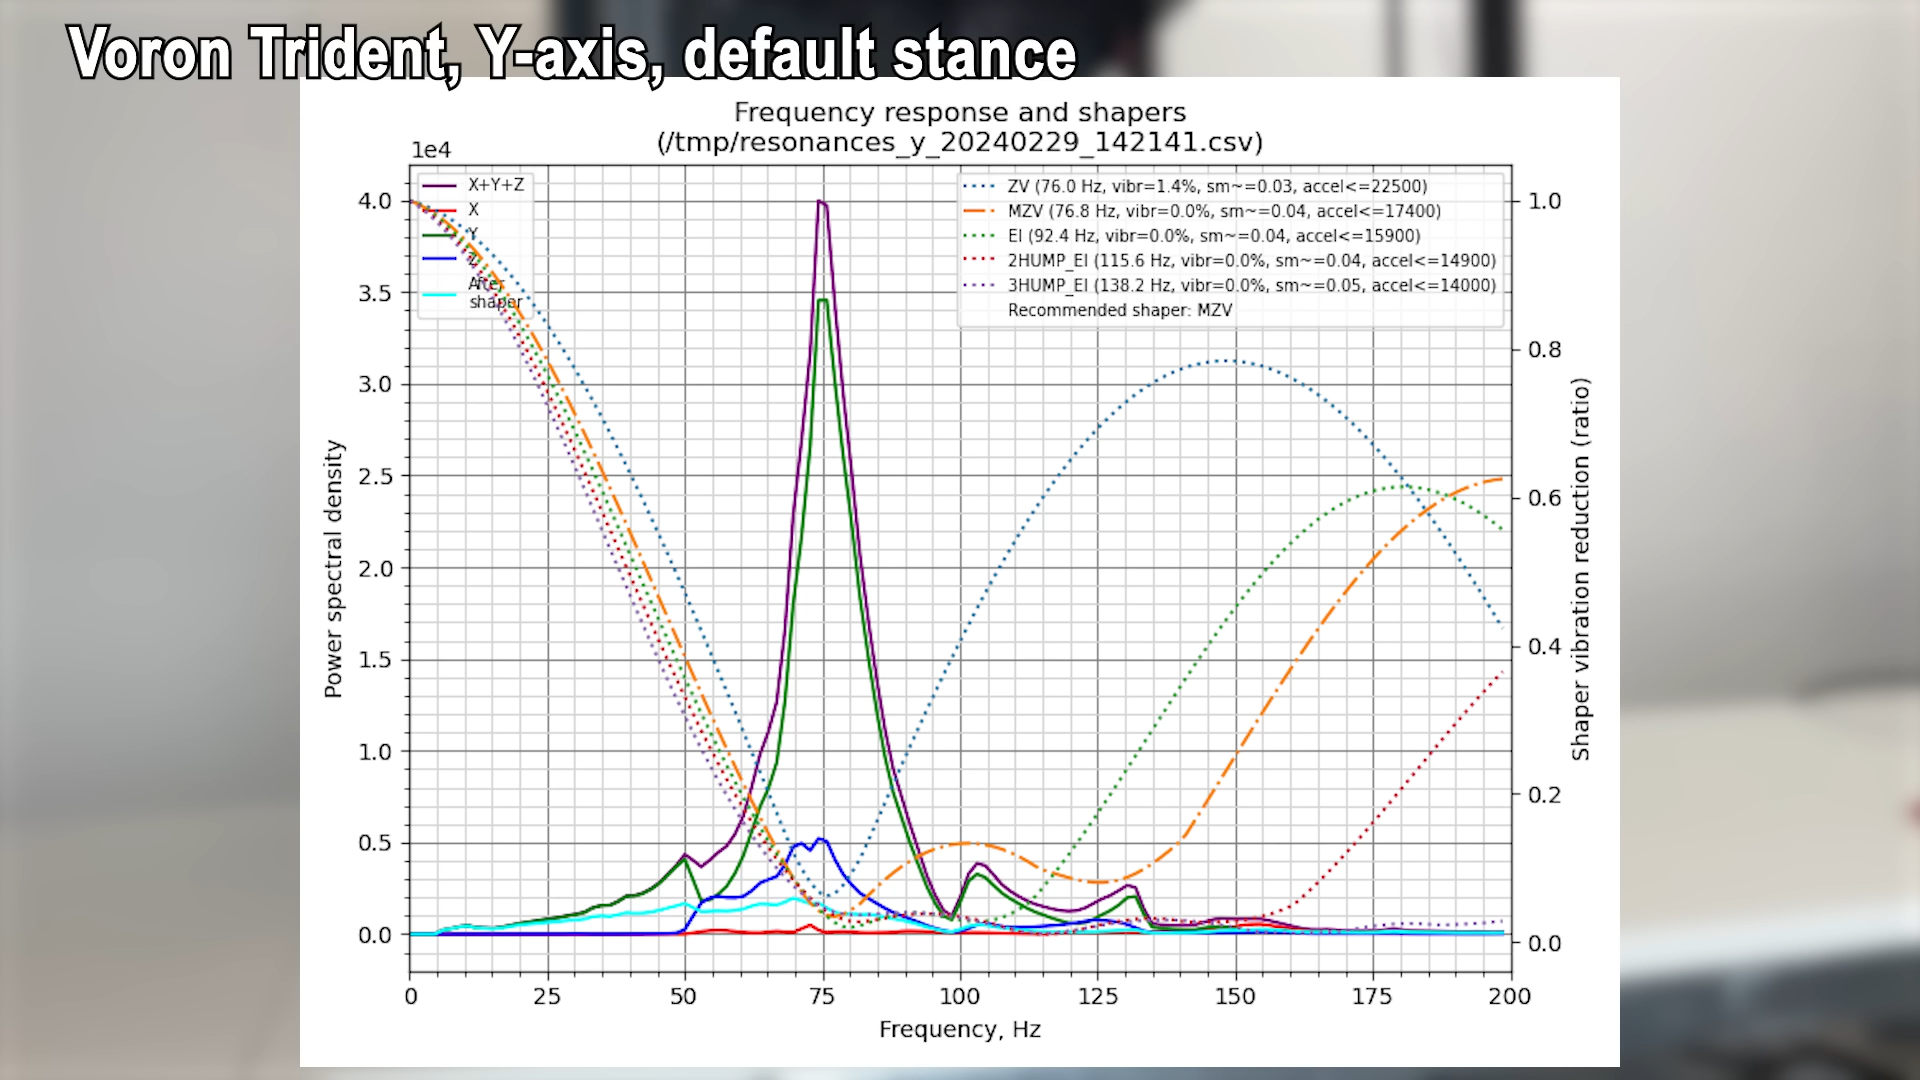 Voron Trident, Y-axis, default stance
Frequency response and shapers
(/tmp/resonances_y_20240229_142141.csv)
1e4
X+Y+Z
X
Y
Z
After
shaper
ZV (76.0 Hz, vibr=1.4%, sm~=0.03, accel<=22500)
MZV (76.8 Hz, vibr=0.0%, sm~=0.04, accel<=17400)
EI (92.4 Hz, vibr=0.0%, sm~=0.04, accel<=15900)
2HUMP_EI (115.6 Hz, vibr=0.0%, sm~=0.04, accel<=14900)
3HUMP_EI (138.2 Hz, vibr=0.0%, sm~=0.05, accel<=14000)
Recommended shaper: MZV
Power spectral density
4.0
3.5
3.0
2.5
2.0
1.5
1.0
0.5
0.0
1.0
0.8
0.6
0.4
0.2
0.0
Shaper vibration reduction (ratio)
0 25 50 75 100 125 150 175 200
Frequency, Hz